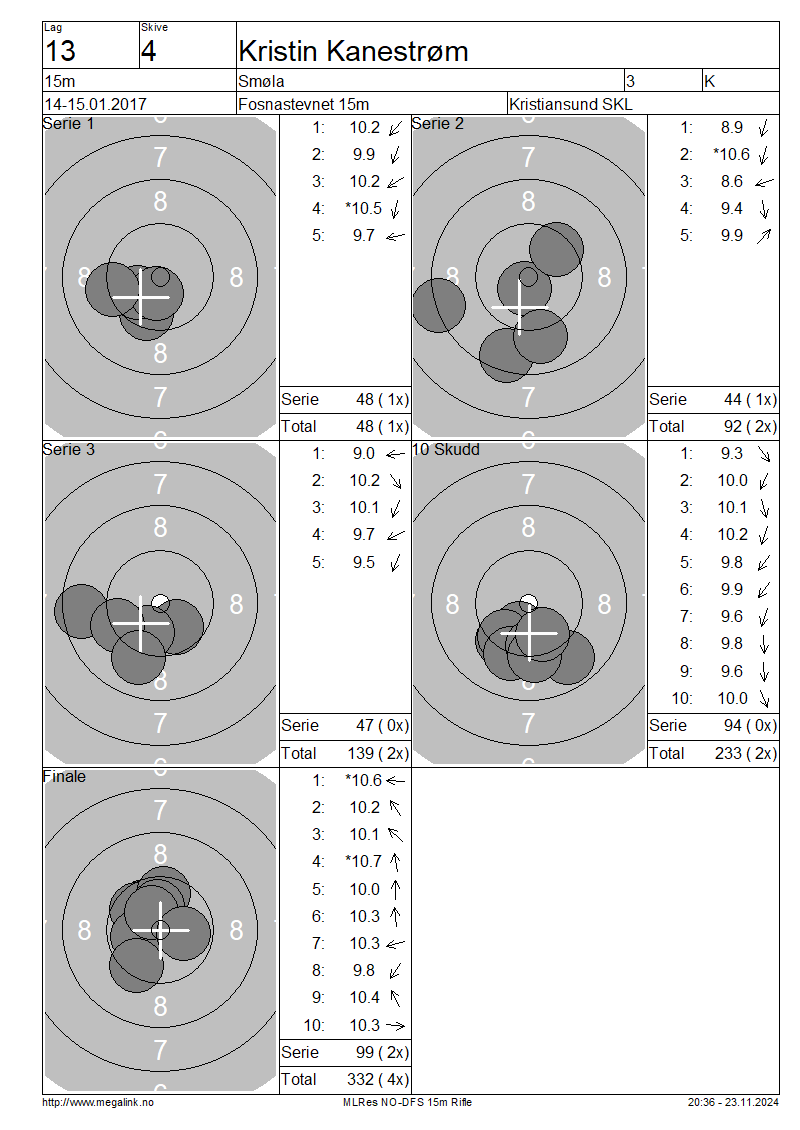 Lag
13
Skive
4
Kristin Kanestrøm
15m
Smøla
3
K
14-15.01.2017
Fosnastevnet 15m
Kristiansund SKL
Serie 1
6
7
8
8
8
8
7
6
1: 10.2
2: 9.9
3: 10.2
4: *10.5
5: 9.7
Serie 48 ( 1x)
Total 48 ( 1x)
Serie 2
6
7
8
8
8
7
6
1: 8.9
2: *10.6
3: 8.6
4: 9.4
5: 9.9
Serie 44 ( 1x)
Total 92 ( 2x)
Serie 3
7
8
8
8
7
6
1: 9.0
2: 10.2
3: 10.1
4: 9.7
5: 9.5
Serie 47 ( 0x)
Total 139 ( 2x)
10 Skudd
7
8
8
8
8
7
6
1: 9.3
2: 10.0
3: 10.1
4: 10.2
5: 9.8
6: 9.9
7: 9.6
8: 9.8
9: 9.6
10: 10.0
Serie 94 ( 0x)
Total 233 ( 2x)
Finale
7
8
8
8
8
7
6
1: *10.6
2: 10.2
3: 10.1
4: *10.7
5: 10.0
6: 10.3
7: 10.3
8: 9.8
9: 10.4
10: 10.3
Serie 99 ( 2x)
Total 332 ( 4x)
http://www.megalink.no
MLRes NO-DFS 15m Rifle
20:36 - 23.11.2024